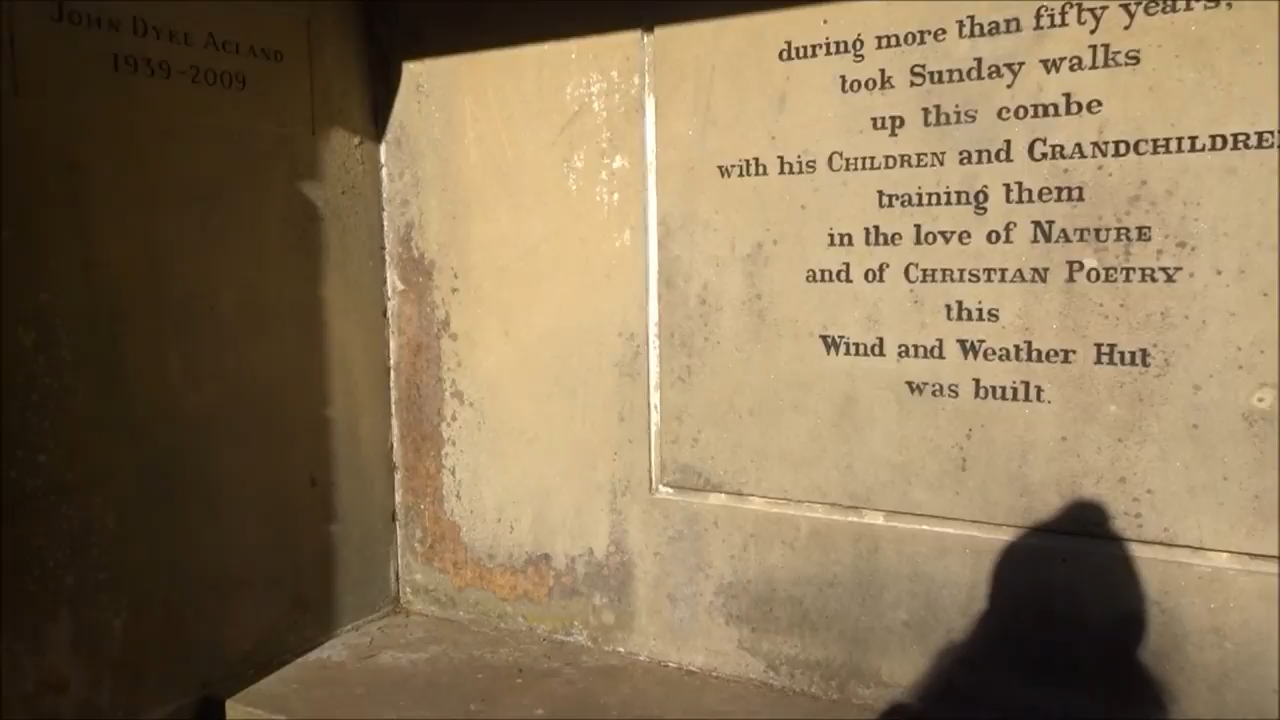 John Dyke Acland
1939-2009
during more than fifty years,
took Sunday walks
up this combe
with his CHILDREN and GRANDCHILDRE
training them
in the love of NATURE
and of CHRISTIAN POETRY
this
Wind and Weather Hut
was built.